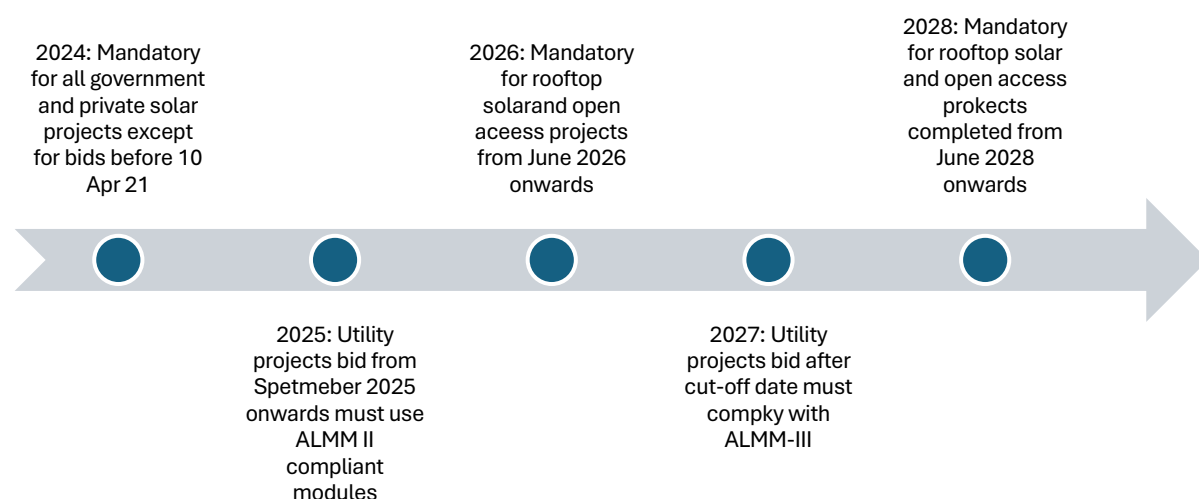 2024: Mandatory
for all government
and private solar
projects except
for bids before 10
Apr 21
2025: Utility
projects bid from
Spetmeber 2025
onwards must use
ALMM II
compliant
modules
2026: Mandatory
for rooftop
solarand open
aceess projects
from June 2026
onwards
2027: Utility
projects bid after
cut-off date must
compky with
ALMM-III
2028: Mandatory
for rooftop solar
and open access
prokects
completed from
June 2028
onwards